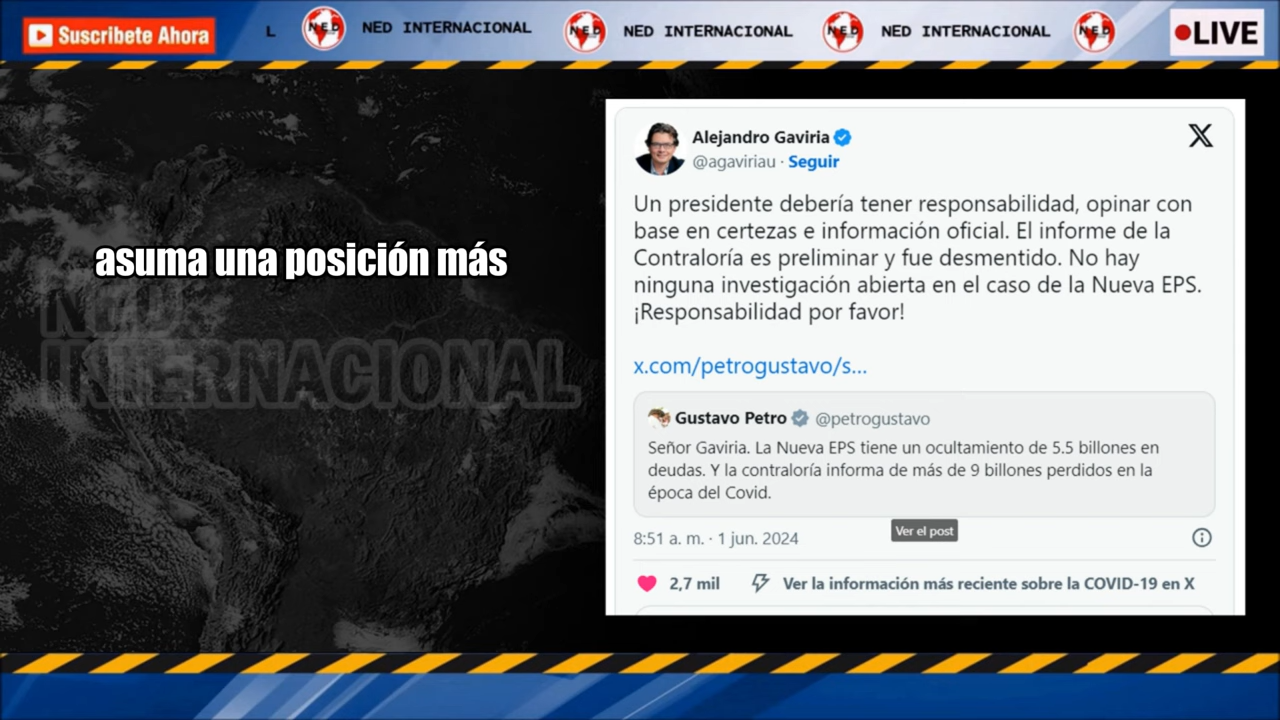 Suscribete Ahora
L
NED
NED INTERNACIONAL
NED
NED INTERNACIONAL
NED
NED INTERNACIONAL
NED
LIVE
asuma una posición más
NED
INTERNACIONAL
Alejandro Gaviria
@agaviriau · Seguir
X
Un presidente debería tener responsabilidad, opinar con
base en certezas e información oficial. El informe de la
Contraloría es preliminar y fue desmentido. No hay
ninguna investigación abierta en el caso de la Nueva EPS.
¡Responsabilidad por favor!
x.com/petrogustavo/s...
Gustavo Petro @petrogustavo
Señor Gaviria. La Nueva EPS tiene un ocultamiento de 5.5 billones en
deudas. Y la contraloría informa de más de 9 billones perdidos en la
época del Covid.
Ver el post
8:51 a. m. · 1 jun. 2024
2,7 mil Ver la información más reciente sobre la COVID-19 en X